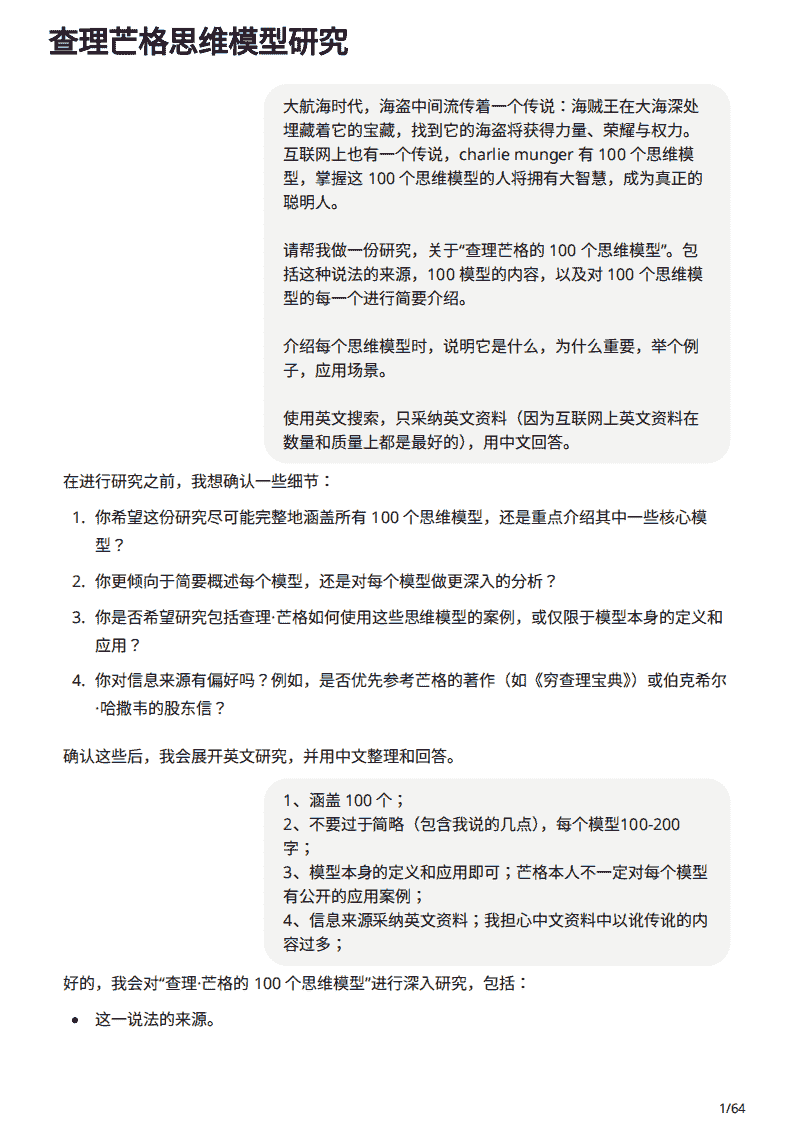 查理芒格思维模型研究
大航海时代，海盗中间流传着一个传说：海贼王在大海深处
埋藏着它的宝藏，找到它的海盗将获得力量、荣耀与权力。
互联网上也有一个传说，charlie munger 有 100 个思维模
型，掌握这 100 个思维模型的人将拥有大智慧，成为真正的
聪明人。
请帮我做一份研究，关于“查理芒格的 100 个思维模型”。包
括这种说法的来源，100 模型的内容，以及对 100 个思维模
型的每一个进行简要介绍。
介绍每个思维模型时，说明它是什么，为什么重要，举个例
子，应用场景。
使用英文搜索，只采纳英文资料（因为互联网上英文资料在
数量和质量上都是最好的），用中文回答。
在进行研究之前，我想确认一些细节：
1. 你希望这份研究尽可能完整地涵盖所有 100 个思维模型，还是重点介绍其中一些核心模
型？
2. 你更倾向于简要概述每个模型，还是对每个模型做更深入的分析？
3. 你是否希望研究包括查理·芒格如何使用这些思维模型的案例，或仅限于模型本身的定义和
应用？
4. 你对信息来源有偏好吗？例如，是否优先参考芒格的著作（如《穷查理宝典》）或伯克希尔
·哈撒韦的股东信？
确认这些后，我会展开英文研究，并用中文整理和回答。
1、涵盖 100 个；
2、不要过于简略（包含我说的几点），每个模型100-200
字；
3、模型本身的定义和应用即可；芒格本人不一定对每个模型
有公开的应用案例；
4、信息来源采纳英文资料；我担心中文资料中以讹传讹的内
容过多；
好的，我会对“查理·芒格的 100 个思维模型”进行深入研究，包括：
• 这一说法的来源。
1/64